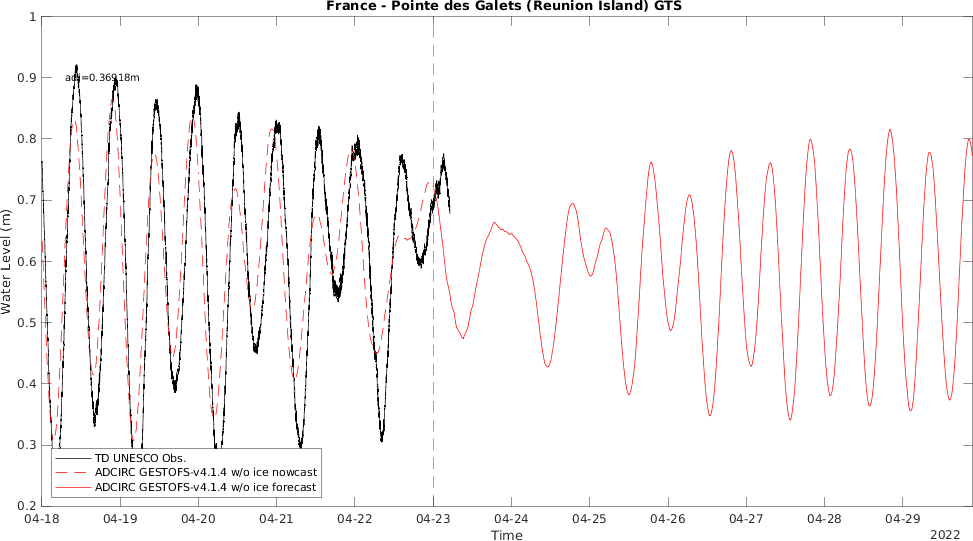 France - Pointe des Galets (Reunion Island) GTS
1
0.9
0.8
0.7
0.6
0.5
0.4
0.3
0.2
Water Level (m)
adj=0.36918m
TD UNESCO Obs.
ADCIRC GESTOFS-v4.1.4 w/o ice nowcast
ADCIRC GESTOFS-v4.1.4 w/o ice forecast
04-18 04-19 04-20 04-21 04-22 04-23 04-24 04-25 04-26 04-27 04-28 04-29
Time
2022